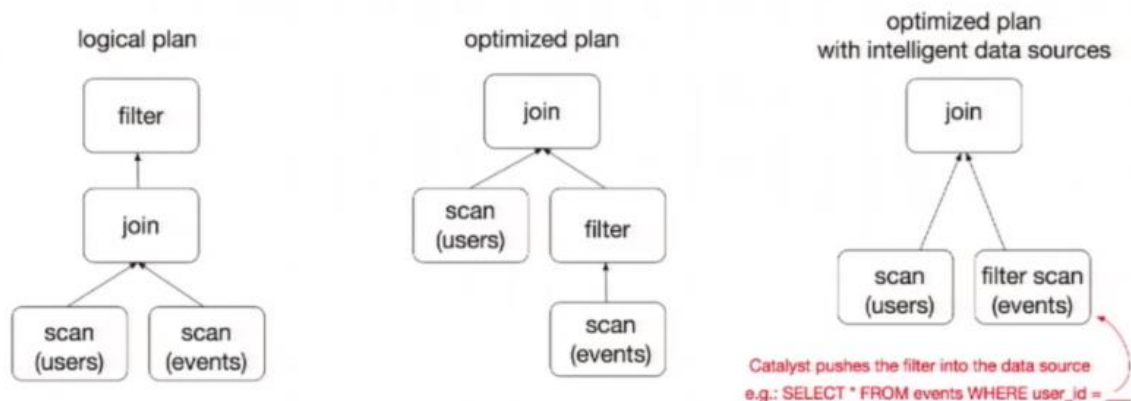 logical plan
filter
join
scan
(users)
scan
(events)
optimized plan
join
scan
(users)
filter
scan
(events)
optimized plan
with intelligent data sources
join
scan
(users)
filter scan
(events)
Catalyst pushes the filter into the data source
e.g.: SELECT * FROM events WHERE user_id = ___